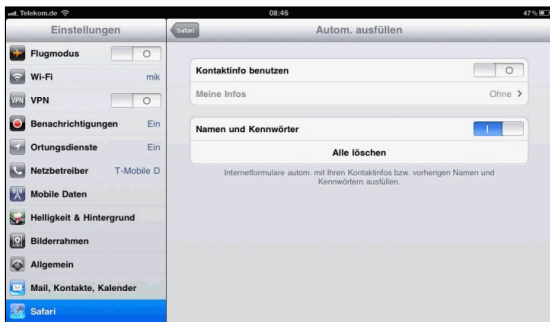 Telekom.de 08:46 47%
Einstellungen
Safari
Autom. ausfüllen
Flugmodus
Wi-Fi mik
VPN VPN
Benachrichtigungen Ein
Ortungsdienste Ein
Netzbetreiber T-Mobile D
Mobile Daten
Helligkeit & Hintergrund
Bilderrahmen
Allgemein
Mail, Kontakte, Kalender
Safari
Kontaktinfo benutzen
Meine Infos Ohne
Namen und Kennwörter
Alle löschen
Internetformulare autom. mit Ihren Kontaktinfos bzw. vorherigen Namen und
Kennwörtern ausfüllen.